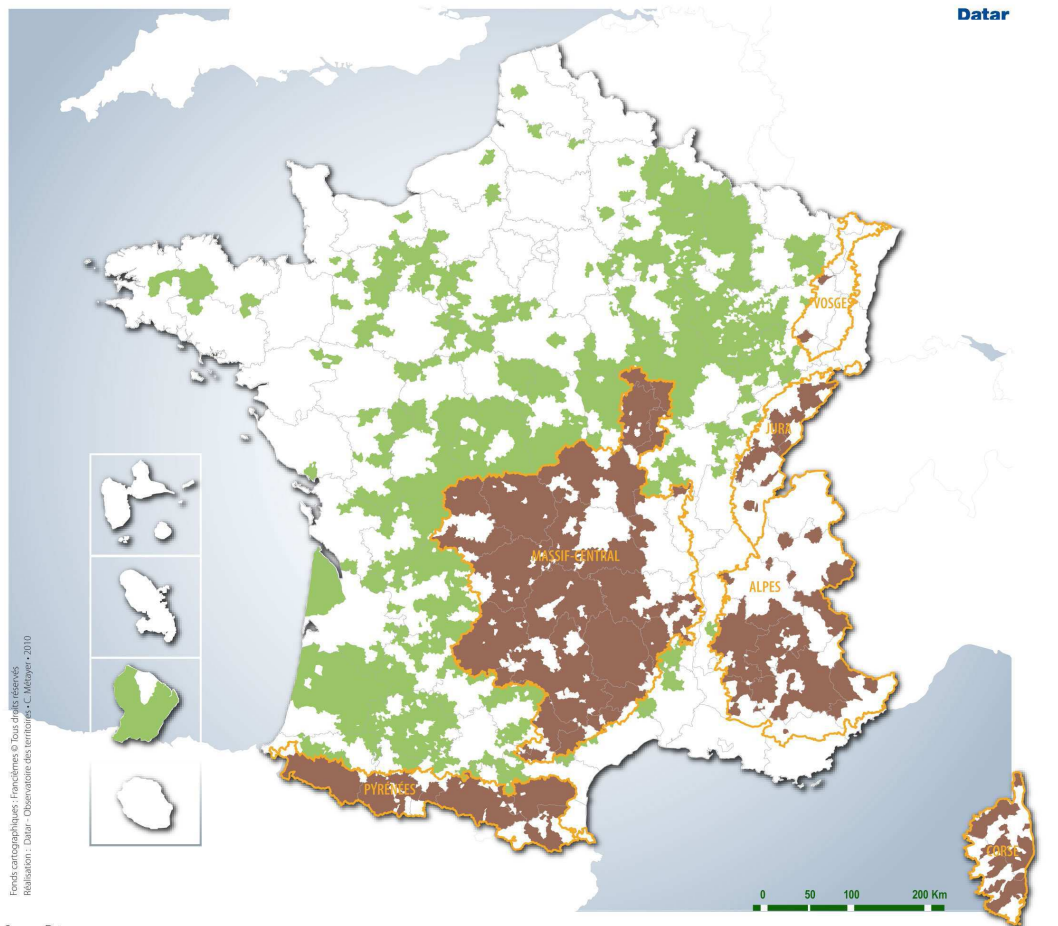 Datar
VOSGES
JURA
MASSIF-CENTRAL
ALPES
PYRÉNÉES
CORSE
0 50 100 200 Km
Fonds cartographiques : Francièmes © Tous droits réservés
Réalisation : Datar - Observatoire des territoires • C. Métayer • 2010